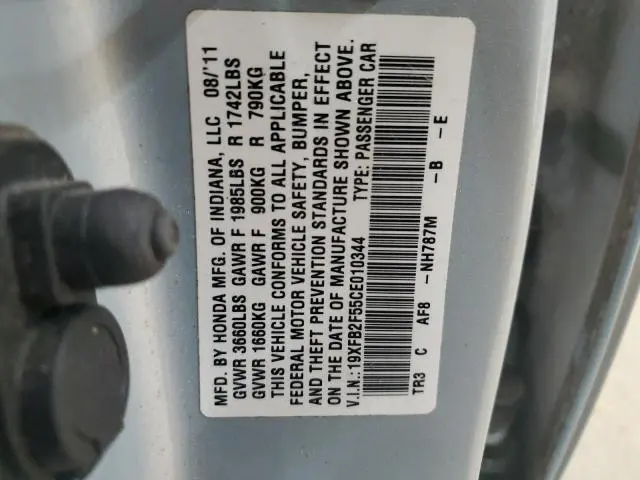 MFD. BY HONDA MFG. OF INDIANA, LLC 08/'11
GVWR 3660LBS GAWR F 1985LBS R 1742LBS
GVWR 1660KG GAWR F 900KG R 790KG
THIS VEHICLE CONFORMS TO ALL APPLICABLE
FEDERAL MOTOR VEHICLE SAFETY, BUMPER,
AND THEFT PREVENTION STANDARDS IN EFFECT
ON THE DATE OF MANUFACTURE SHOWN ABOVE.
V.I.N.:19XFB2F55CE010344 TYPE: PASSENGER CAR
TR3 C AF8 -NH787M -B -E